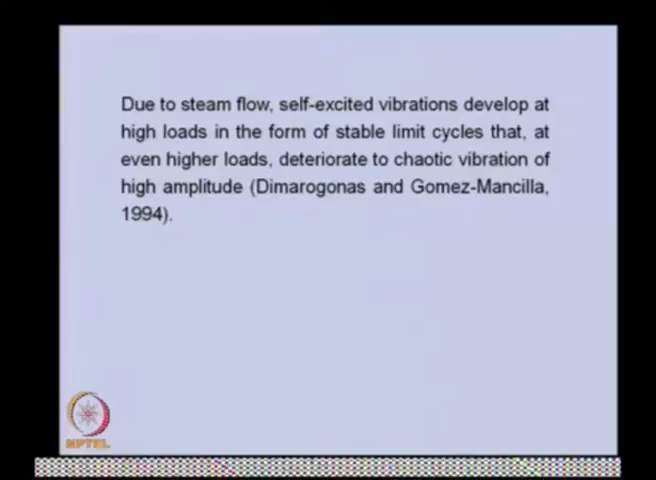 Due to steam flow, self-excited vibrations develop at
high loads in the form of stable limit cycles that, at
even higher loads, deteriorate to chaotic vibration of
high amplitude (Dimarogonas and Gomez-Mancilla,
1994).
NPTEL